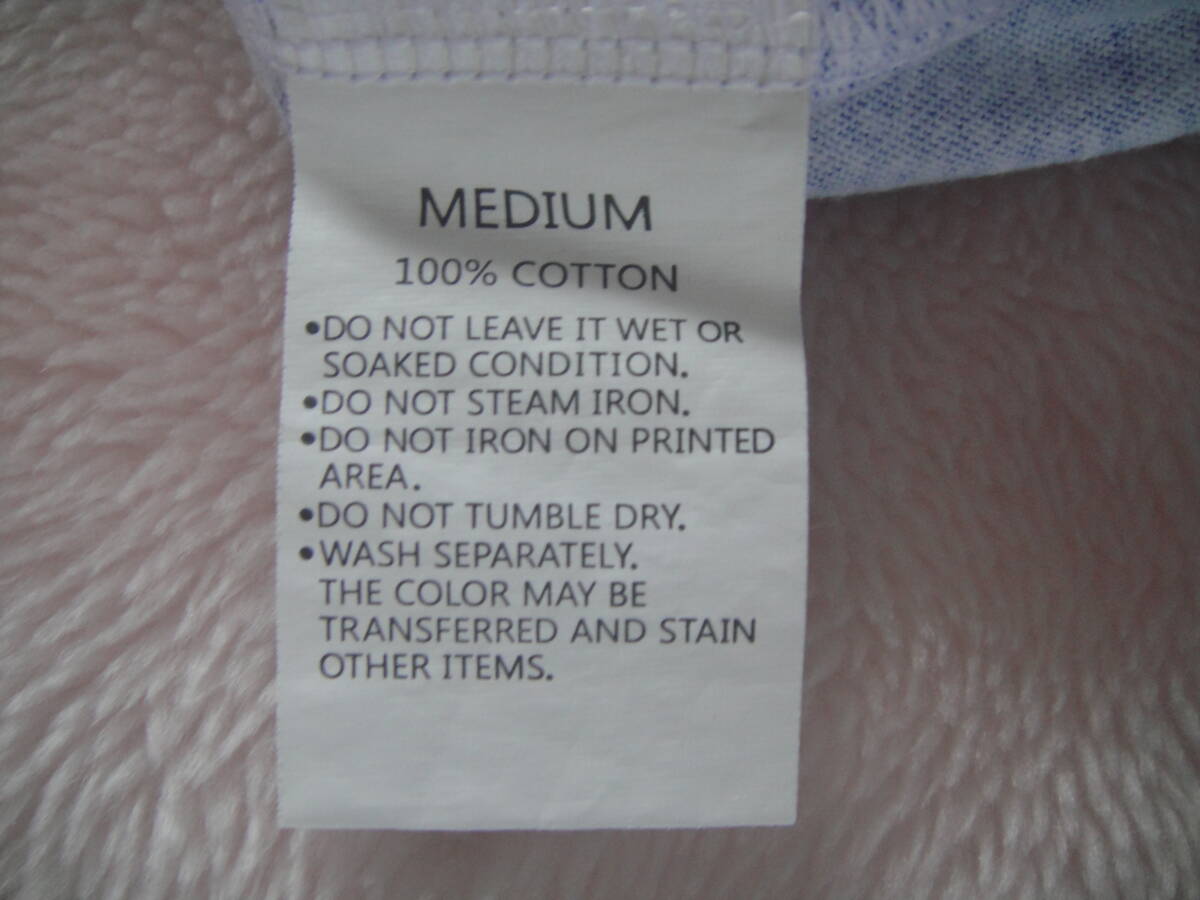 MEDIUM
100% COTTON
•DO NOT LEAVE IT WET OR
SOAKED CONDITION.
•DO NOT STEAM IRON.
•DO NOT IRON ON PRINTED
AREA.
•DO NOT TUMBLE DRY.
•WASH SEPARATELY.
THE COLOR MAY BE
TRANSFERRED AND STAIN
OTHER ITEMS.